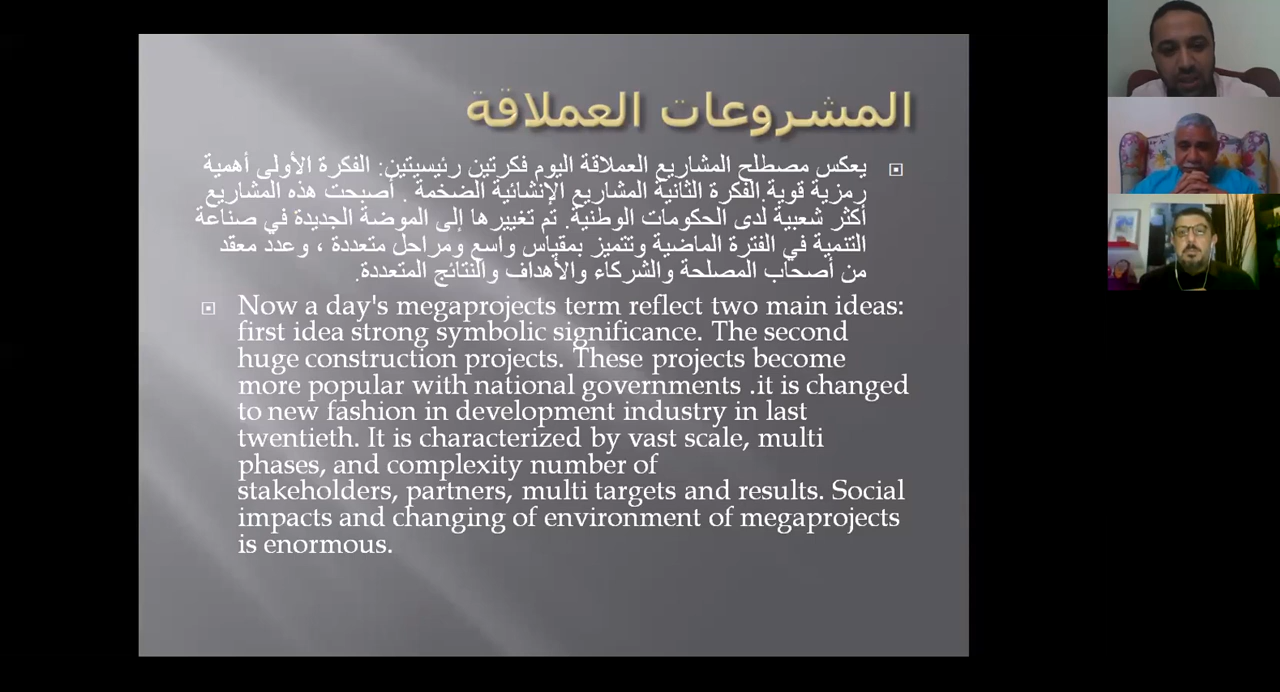 المشروعات العملاقة
يعكس مصطلح المشاريع العملاقة اليوم فكرتين رئيسيتين: الفكرة الأولى أهمية
رمزية قوية.الفكرة الثانية المشاريع الإنشائية الضخمة . أصبحت هذه المشاريع
أكثر شعبية لدى الحكومات الوطنية. تم تغييرها إلى الموضة الجديدة في صناعة
التنمية في الفترة الماضية وتتميز بمقياس واسع ومراحل متعددة ، وعدد معقد
من أصحاب المصلحة والشركاء والأهداف والنتائج المتعددة.
Now a day's megaprojects term reflect two main ideas:
first idea strong symbolic significance. The second
huge construction projects. These projects become
more popular with national governments .it is changed
to new fashion in development industry in last
twentieth. It is characterized by vast scale, multi
phases, and complexity number of
stakeholders, partners, multi targets and results. Social
impacts and changing of environment of megaprojects
is enormous.